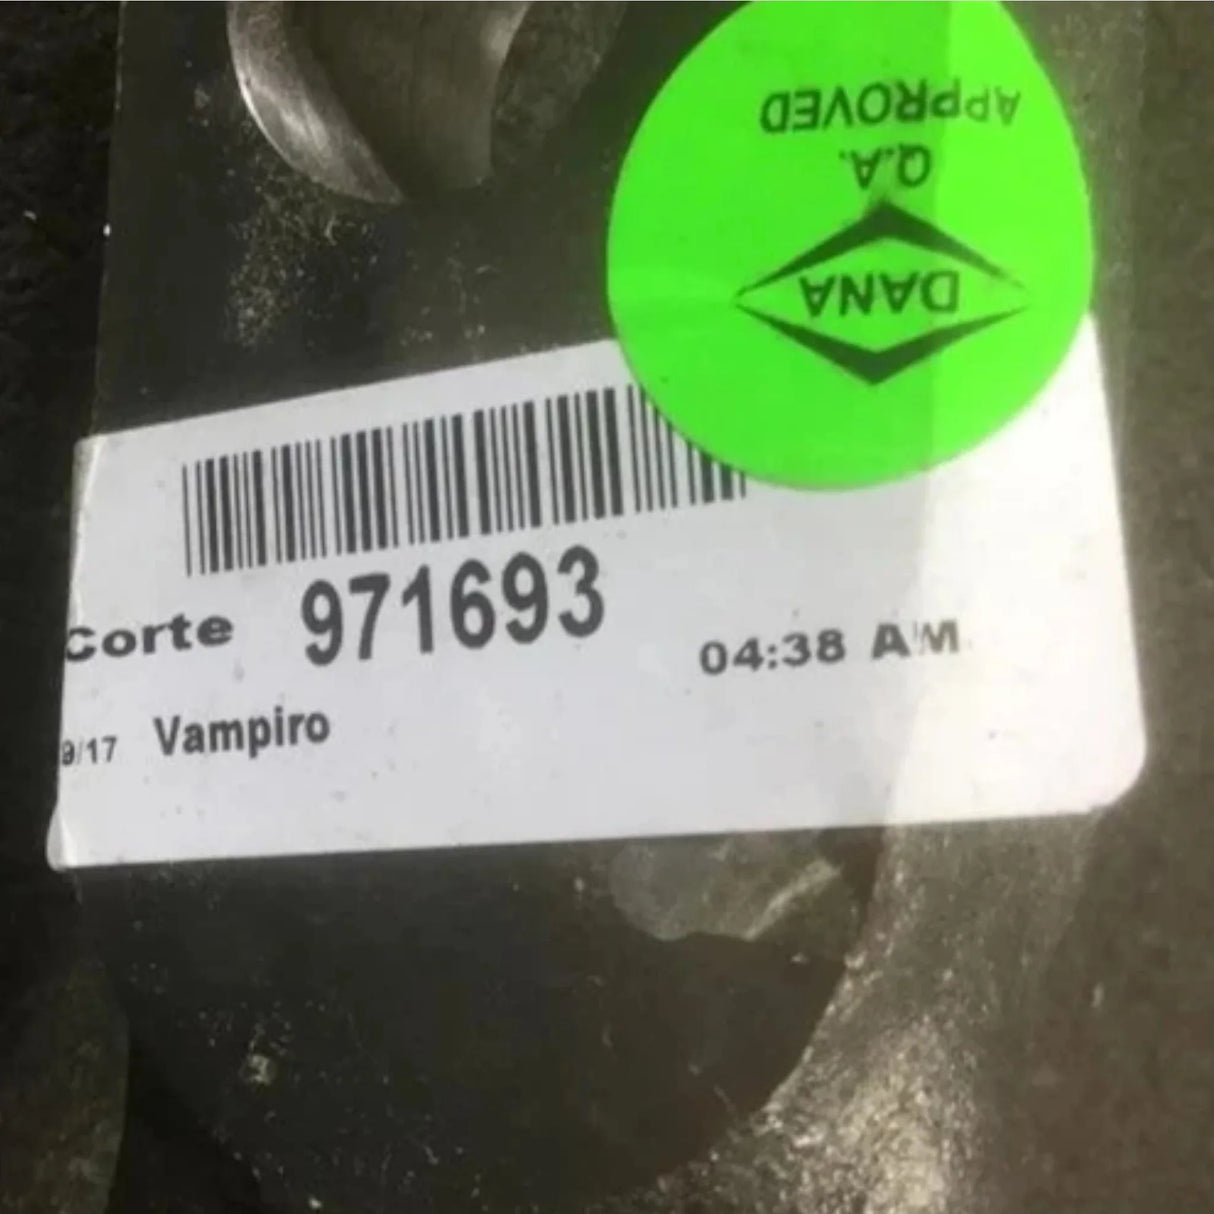 APPROVED
Q.A.
DANA
Corte 971693 04:38 AM
9/17 Vampiro